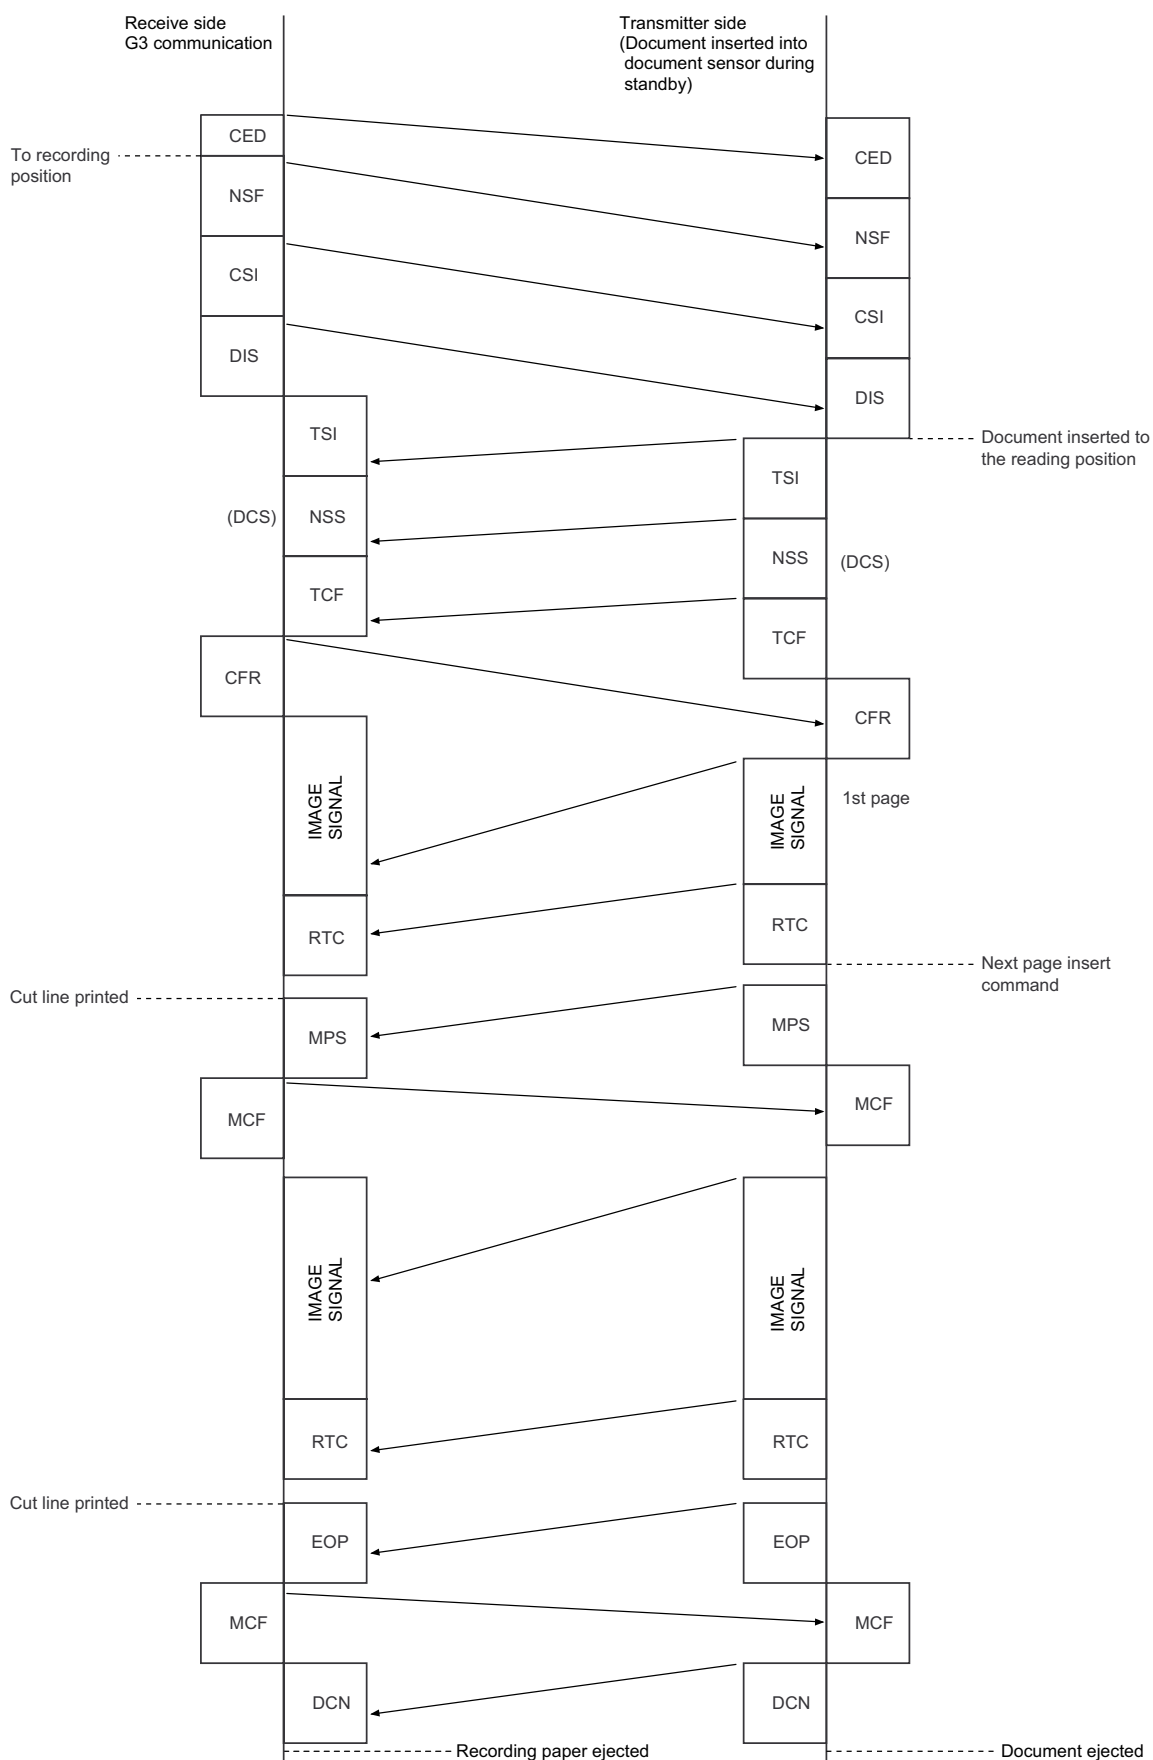 Receive side
G3 communication
Transmitter side
(Document inserted into
document sensor during
standby)
CED
CED
To recording
position
NSF
NSF
CSI
CSI
DIS
DIS
TSI
Document inserted to
the reading position
TSI
(DCS)
NSS
NSS
(DCS)
TCF
TCF
CFR
CFR
IMAGE
SIGNAL
IMAGE
SIGNAL
1st page
RTC
RTC
Next page insert
command
Cut line printed
MPS
MPS
MCF
MCF
IMAGE
SIGNAL
IMAGE
SIGNAL
RTC
RTC
Cut line printed
EOP
EOP
MCF
MCF
DCN
DCN
Recording paper ejected
Document ejected